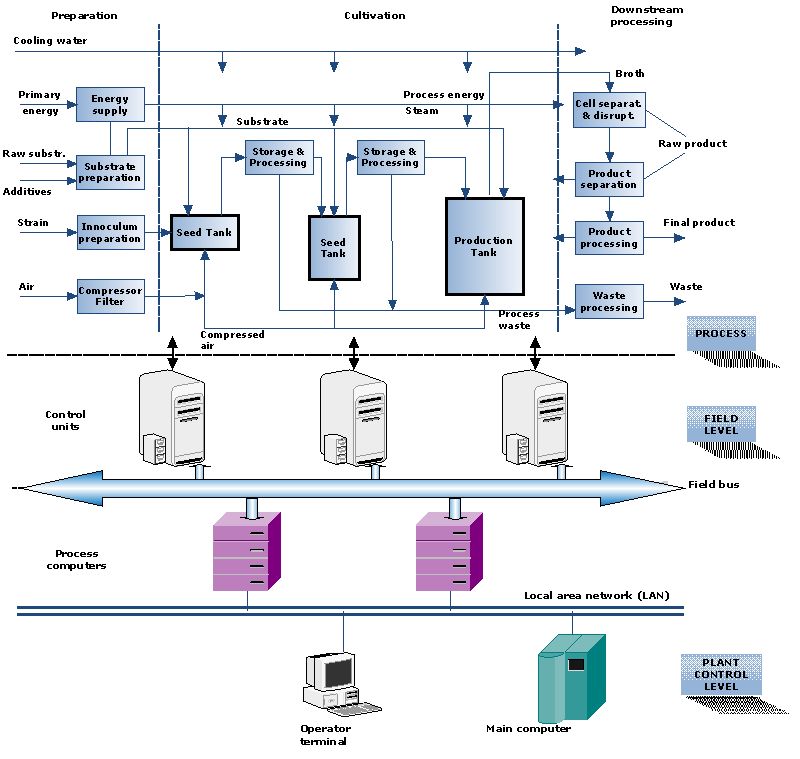 Preparation
Cultivation
Downstream
processing
Cooling water
Broth
Primary
energy
Energy
supply
Process energy
Steam
Cell separat.
& disrupt.
Substrate
Raw substr.
Additives
Substrate
preparation
Storage &
Processing
Storage &
Processing
Raw product
Product
separation
Strain
Innoculum
preparation
Seed Tank
Seed
Tank
Production
Tank
Product
processing
Final product
Air
Compressor
Filter
Compressed
air
Process
waste
Waste
processing
Waste
PROCESS
Control
units
FIELD
LEVEL
Field bus
Process
computers
Local area network (LAN)
Operator
terminal
Main computer
PLANT
CONTROL
LEVEL